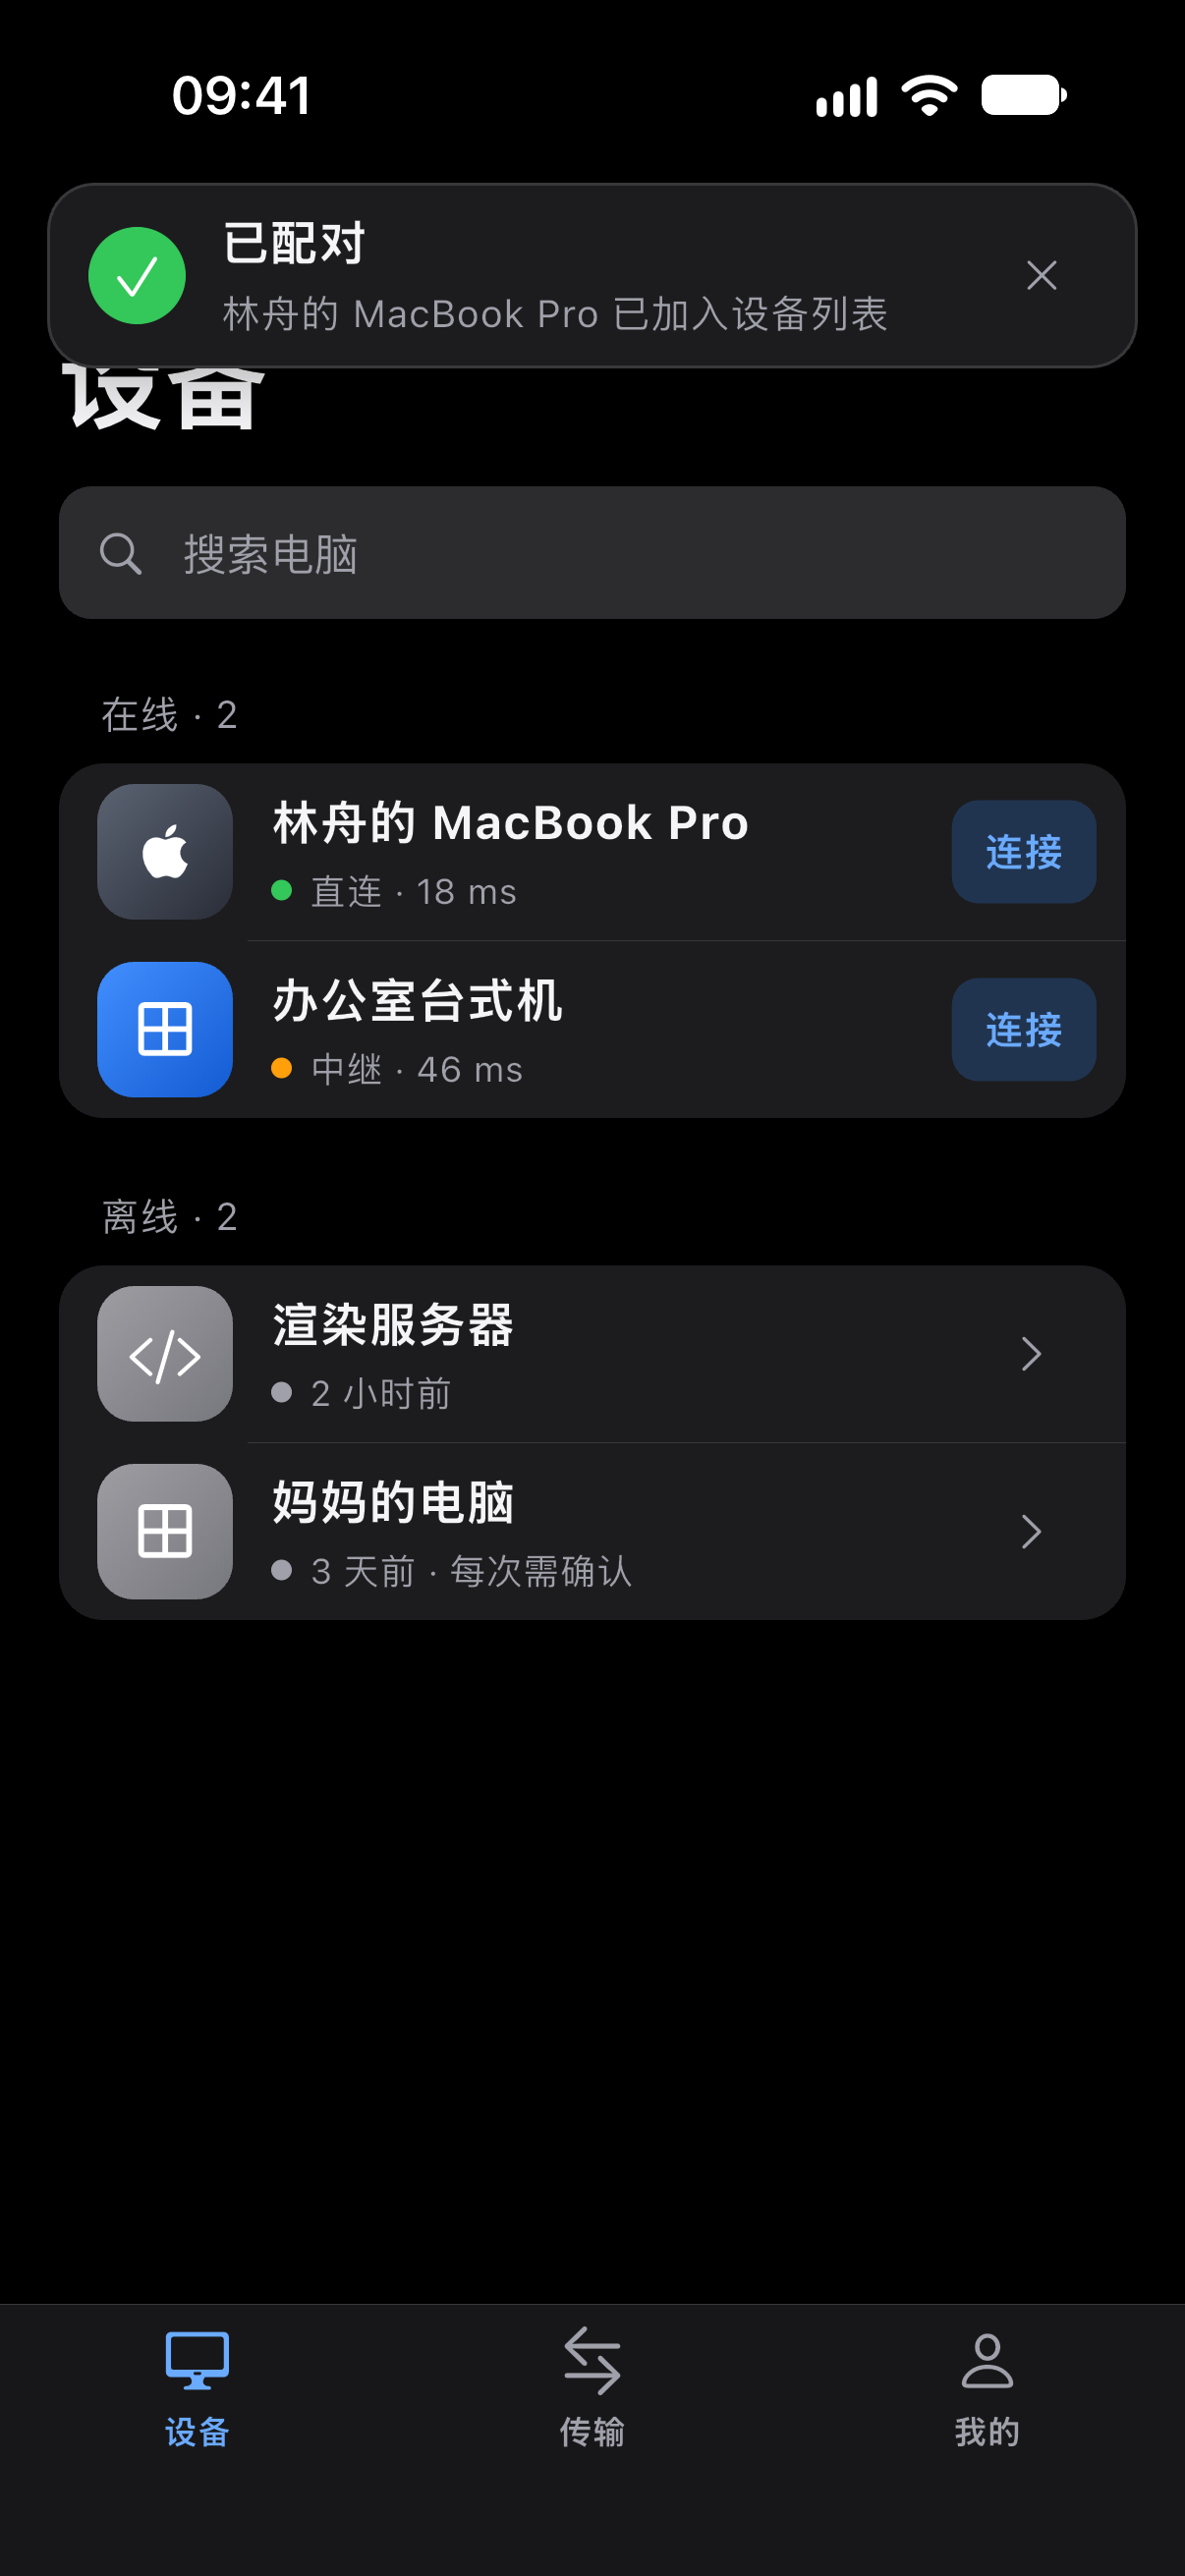 09:41
已配对
林舟的 MacBook Pro 已加入设备列表
设备
搜索电脑
在线 · 2
林舟的 MacBook Pro
直连 · 18 ms
连接
办公室台式机
中继 · 46 ms
连接
离线 · 2
渲染服务器
2 小时前
妈妈的电脑
3 天前 · 每次需确认
设备
传输
我的